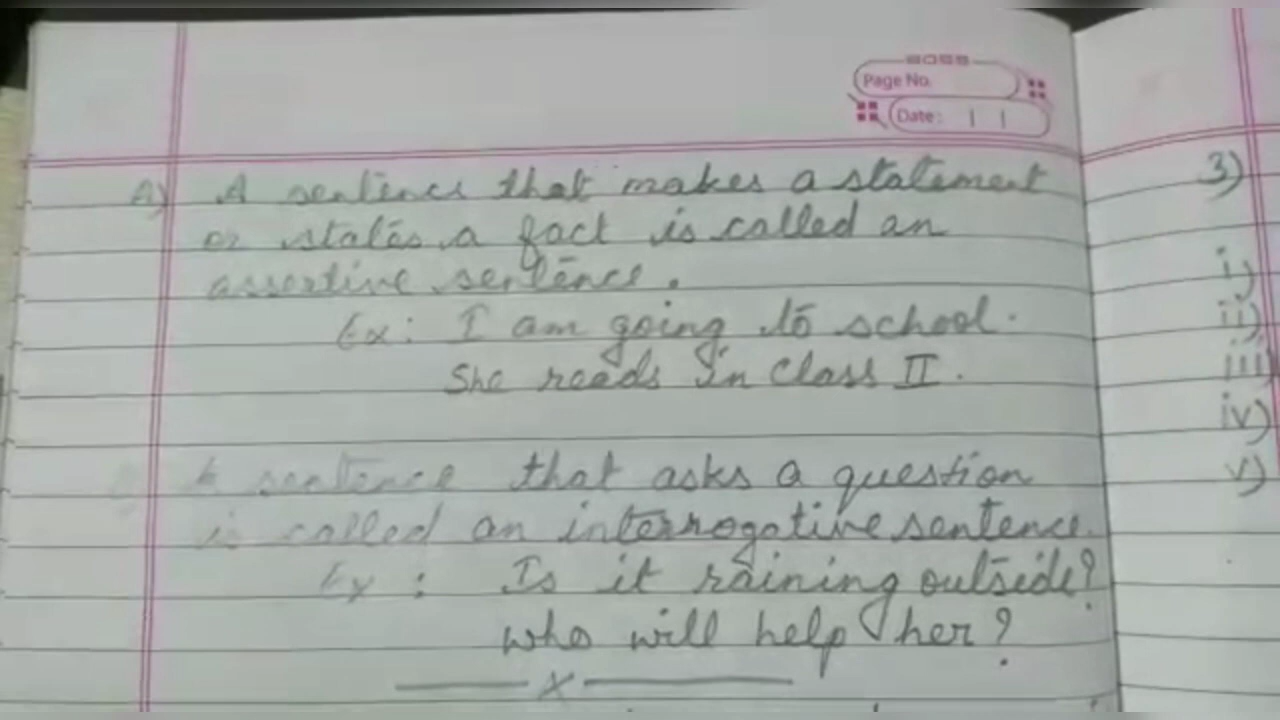 Page No.
Date:
A) A sentence that makes a statement
or states a fact is called an
assertive sentence.
Ex: I am going to school.
She reads in Class II.
A sentence that asks a question
is called an interrogative sentence.
Ex: Is it raining outside?
who will help her?
x
3)
i)
ii)
iii)
iv)
v)